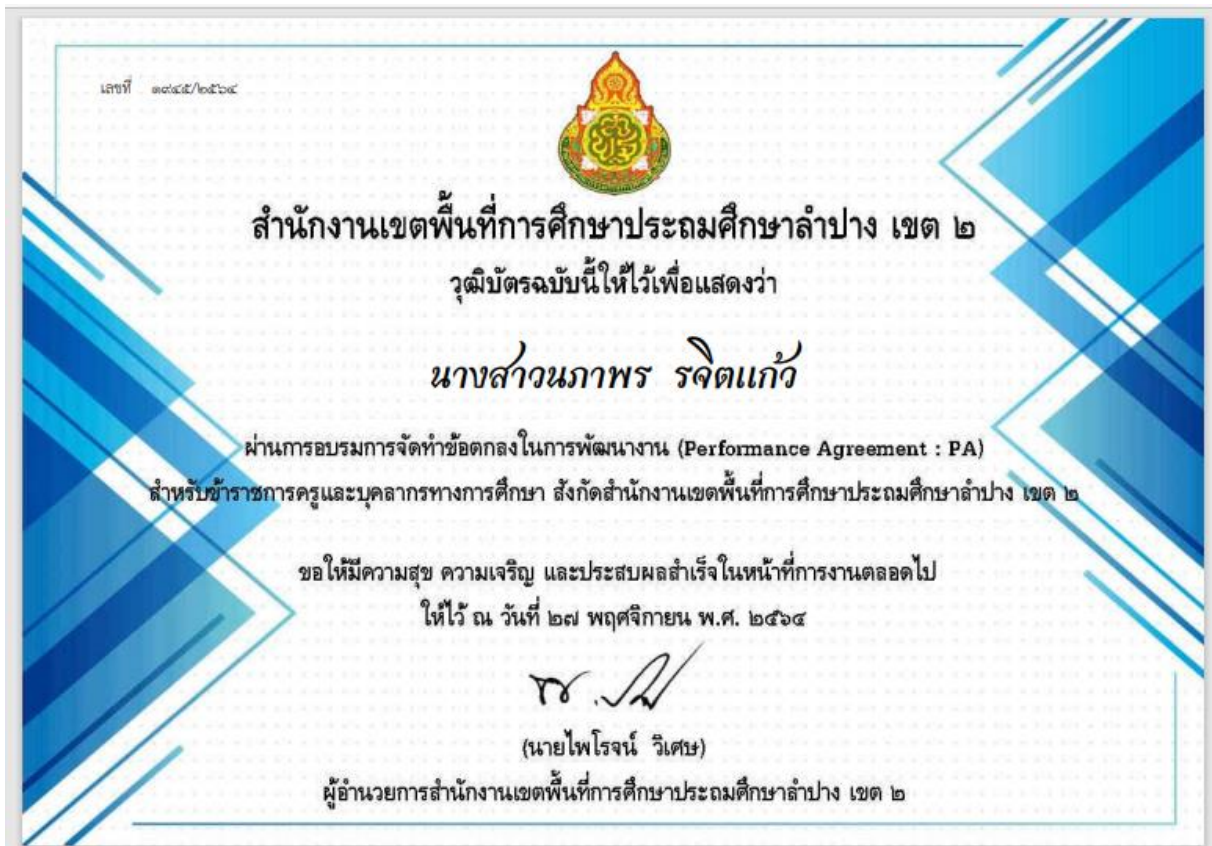 เลขที่ ๑๙๔๕/๒๕๖๔
สำนักงานเขตพื้นที่การศึกษาประถมศึกษาลำปาง เขต ๒
วุฒิบัตรฉบับนี้ให้ไว้เพื่อแสดงว่า
นางสาวนภาพร รจิตแก้ว
ผ่านการอบรมการจัดทำข้อตกลงในการพัฒนางาน (Performance Agreement : PA)
สำหรับข้าราชการครูและบุคลากรทางการศึกษา สังกัดสำนักงานเขตพื้นที่การศึกษาประถมศึกษาลำปาง เขต ๒
ขอให้มีความสุข ความเจริญ และประสบผลสำเร็จในหน้าที่การงานตลอดไป
ให้ไว้ ณ วันที่ ๒๗ พฤศจิกายน พ.ศ. ๒๕๖๔
(นายไพโรจน์ วิเศษ)
ผู้อำนวยการสำนักงานเขตพื้นที่การศึกษาประถมศึกษาลำปาง เขต ๒